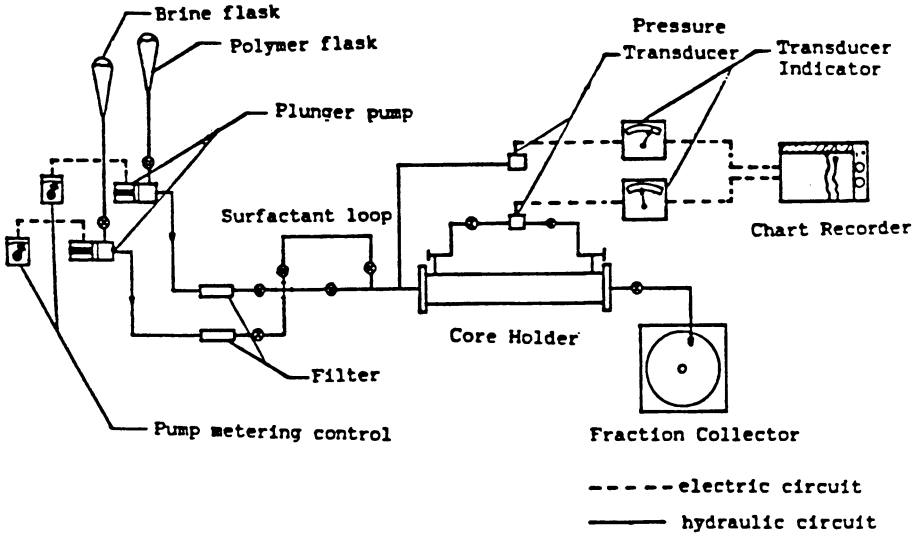 Brine flask
Polymer flask
Pressure
Transducer
Transducer
Indicator
Plunger pump
Surfactant loop
Chart Recorder
Core Holder
Filter
Pump metering control
Fraction Collector
electric circuit
hydraulic circuit